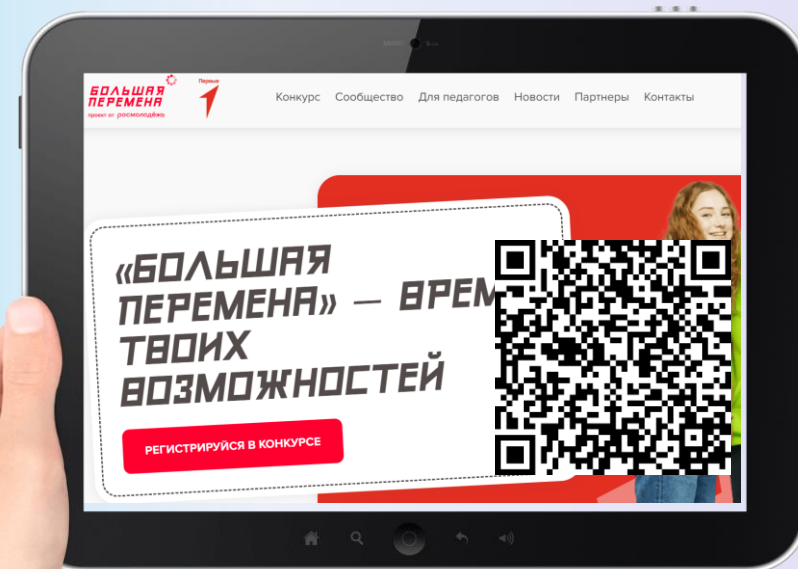 БОЛЬШАЯ
ПЕРЕМЕНА
проект от росмолодёжь
Первые
Конкурс Сообщество Для педагогов Новости Партнеры Контакты
«БОЛЬШАЯ
ПЕРЕМЕНА» — ВРЕМ
ТВОИХ
ВОЗМОЖНОСТЕЙ
РЕГИСТРИРУЙСЯ В КОНКУРСЕ